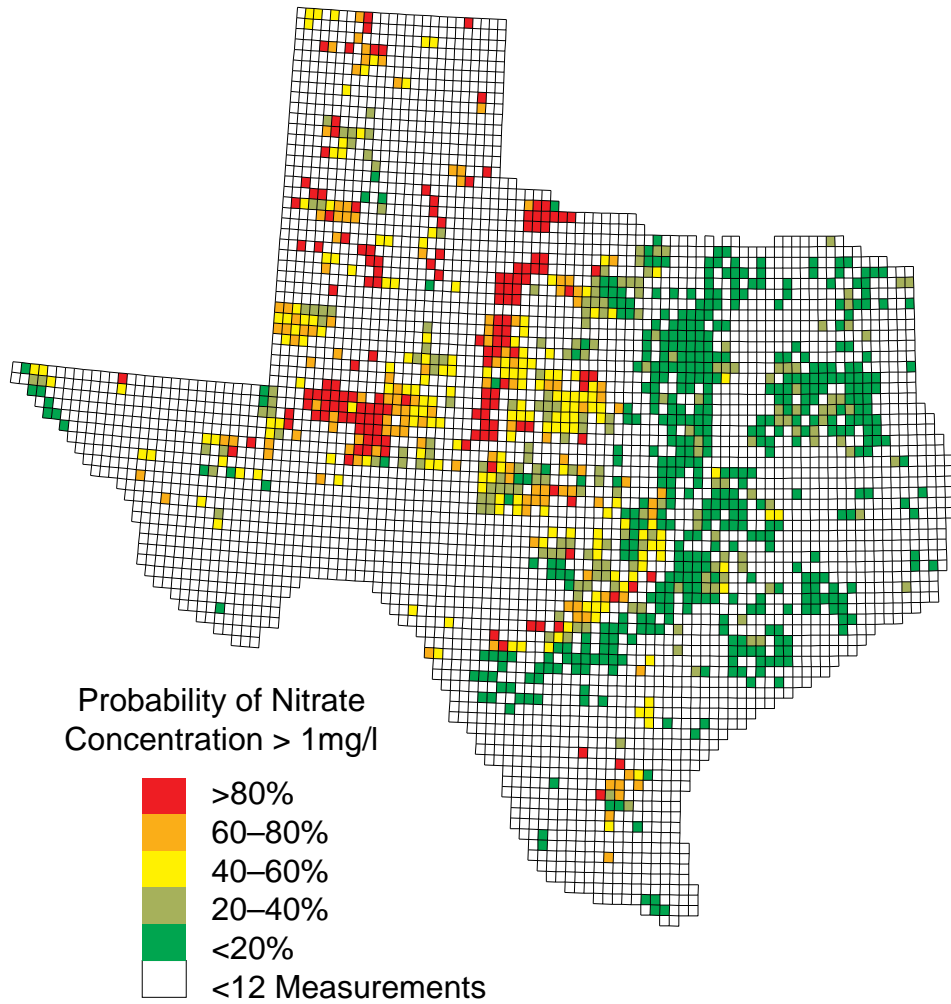 Probability of Nitrate
Concentration > 1mg/l
>80%
60–80%
40–60%
20–40%
<20%
<12 Measurements